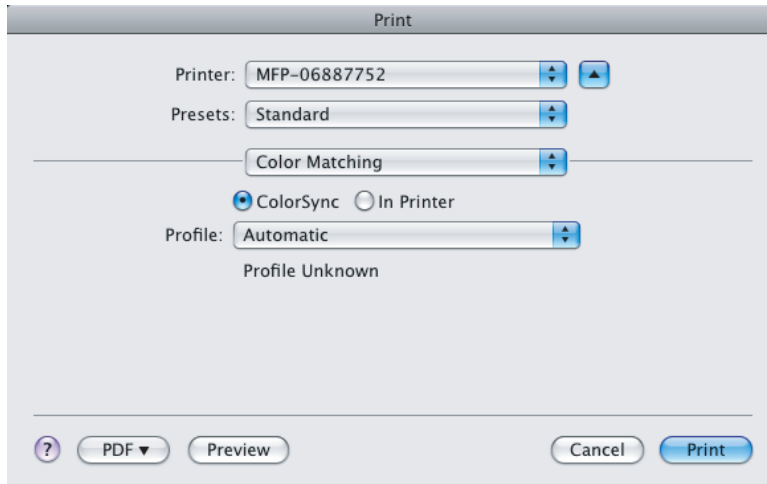 Print
Printer: MFP-06887752
Presets: Standard
Color Matching
ColorSync In Printer
Profile: Automatic
Profile Unknown
? PDF ▼ Preview Cancel Print